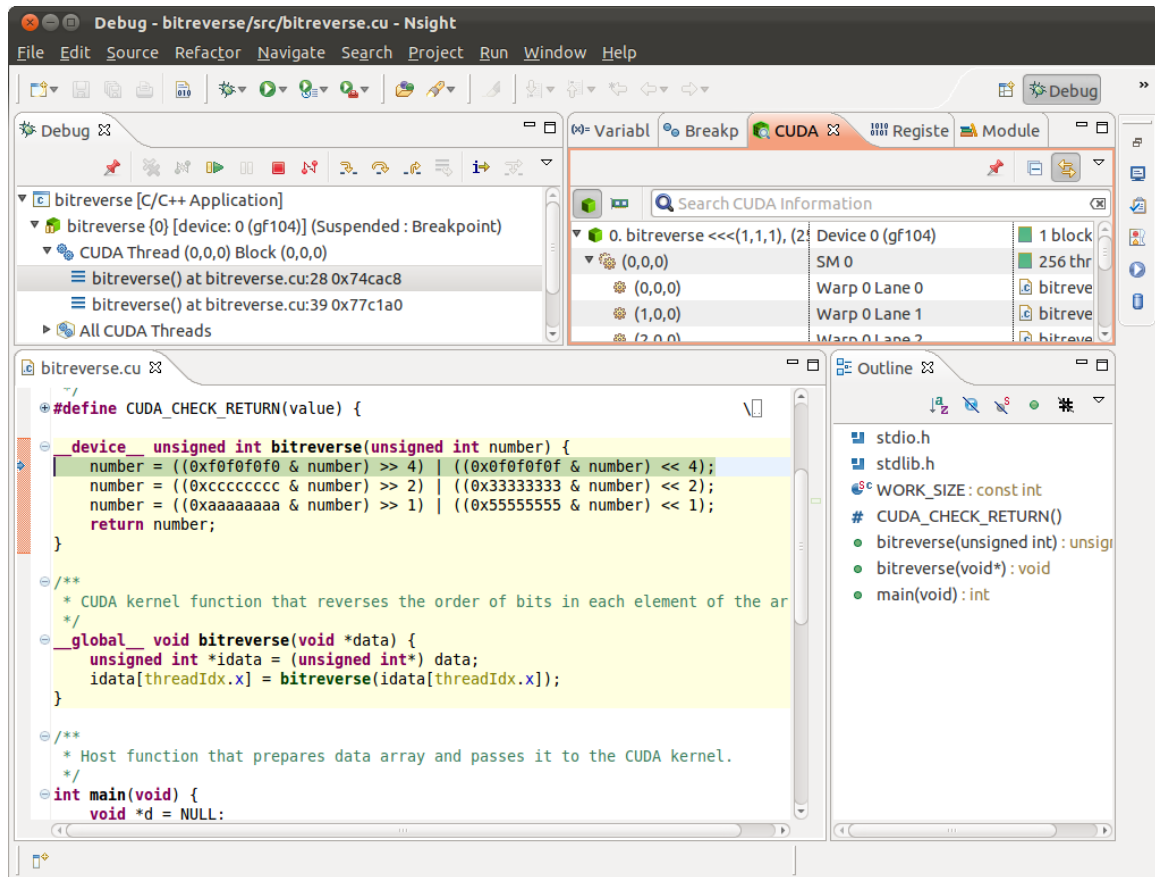 Debug - bitreverse/src/bitreverse.cu - Nsight
File Edit Source Refactor Navigate Search Project Run Window Help
Debug
»
Debug
Variabl Breakp CUDA Registe Module
bitreverse [C/C++ Application]
bitreverse {0} [device: 0 (gf104)] (Suspended : Breakpoint)
CUDA Thread (0,0,0) Block (0,0,0)
bitreverse() at bitreverse.cu:28 0x74cac8
bitreverse() at bitreverse.cu:39 0x77c1a0
All CUDA Threads
Search CUDA Information
0. bitreverse <<<(1,1,1), (25 Device 0 (gf104) 1 block
(0,0,0) SM 0 256 thr
(0,0,0) Warp 0 Lane 0 bitreve
(1,0,0) Warp 0 Lane 1 bitreve
(2,0,0) Warp 0 Lane 2 bitreve
bitreverse.cu
*/
#define CUDA_CHECK_RETURN(value) { \
__device__ unsigned int bitreverse(unsigned int number) {
number = ((0xf0f0f0f0 & number) >> 4) | ((0x0f0f0f0f & number) << 4);
number = ((0xcccccccc & number) >> 2) | ((0x33333333 & number) << 2);
number = ((0xaaaaaaaa & number) >> 1) | ((0x55555555 & number) << 1);
return number;
}
/**
* CUDA kernel function that reverses the order of bits in each element of the ar
*/
__global__ void bitreverse(void *data) {
unsigned int *idata = (unsigned int*) data;
idata[threadIdx.x] = bitreverse(idata[threadIdx.x]);
}
/**
* Host function that prepares data array and passes it to the CUDA kernel.
*/
int main(void) {
void *d = NULL;
Outline
stdio.h
stdlib.h
WORK_SIZE : const int
# CUDA_CHECK_RETURN()
bitreverse(unsigned int) : unsig
bitreverse(void*) : void
main(void) : int